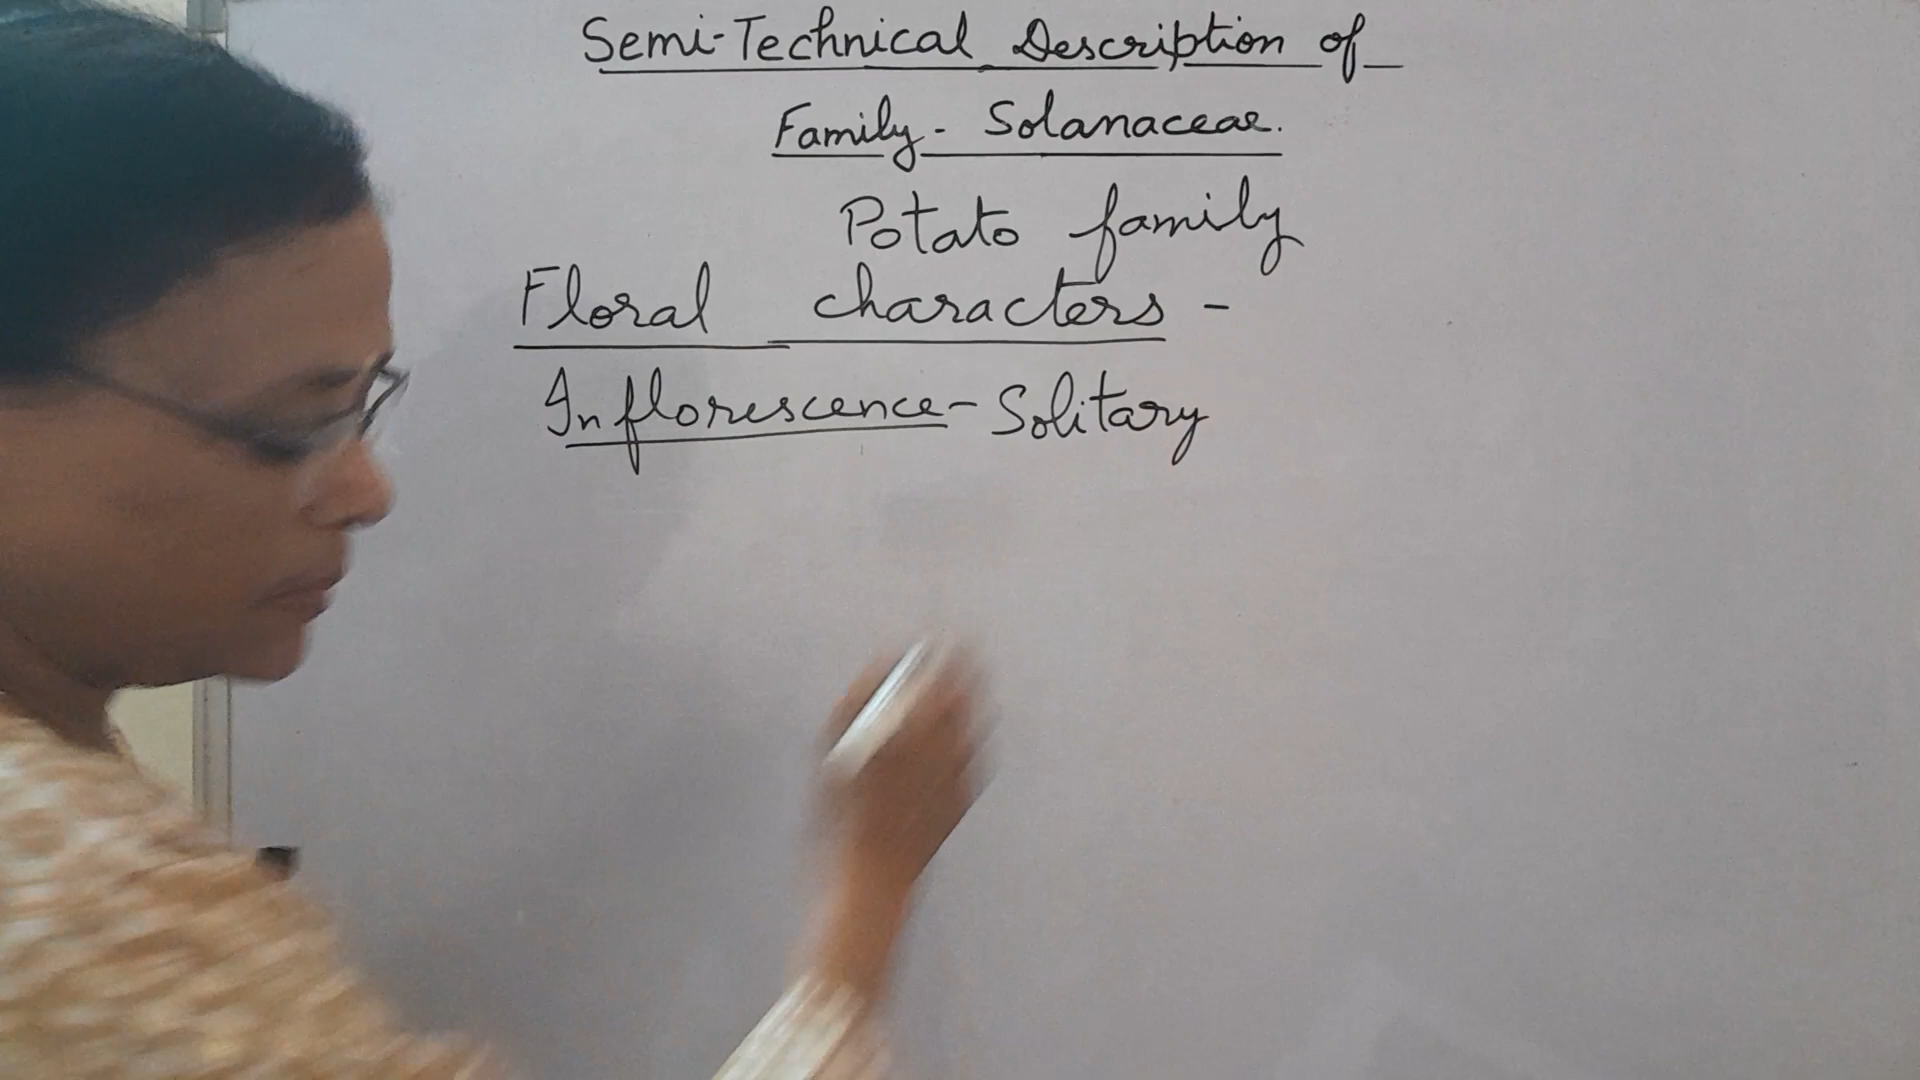 Semi-Technical Description of
Family - Solanaceae.
Potato family
Floral characters -
Inflorescence - Solitary